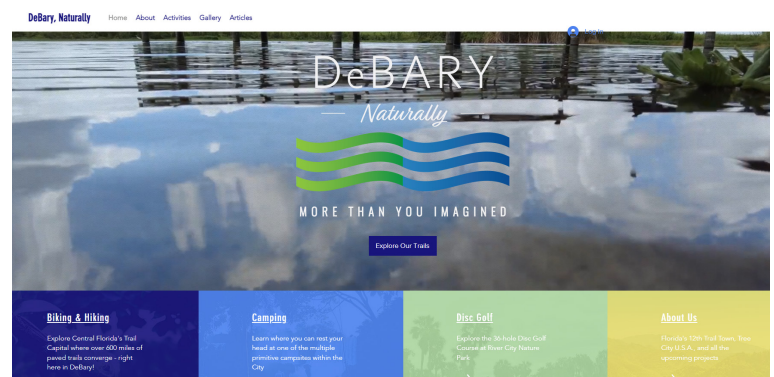 DeBary, Naturally
Home About Activities Gallery Articles
Log In
DeBARY
Naturally
MORE THAN YOU IMAGINED
Explore Our Trails
Biking & Hiking
Explore Central Florida's Trail
Capital where over 600 miles of
paved trails converge - right
here in DeBary!
Camping
Learn where you can rest your
head at one of the multiple
primitive campsites within the
City
Disc Golf
Explore the 36-hole Disc Golf
Course at River City Nature
Park
About Us
Florida's 12th Trail Town, Tree
City U.S.A., and all the
upcoming projects